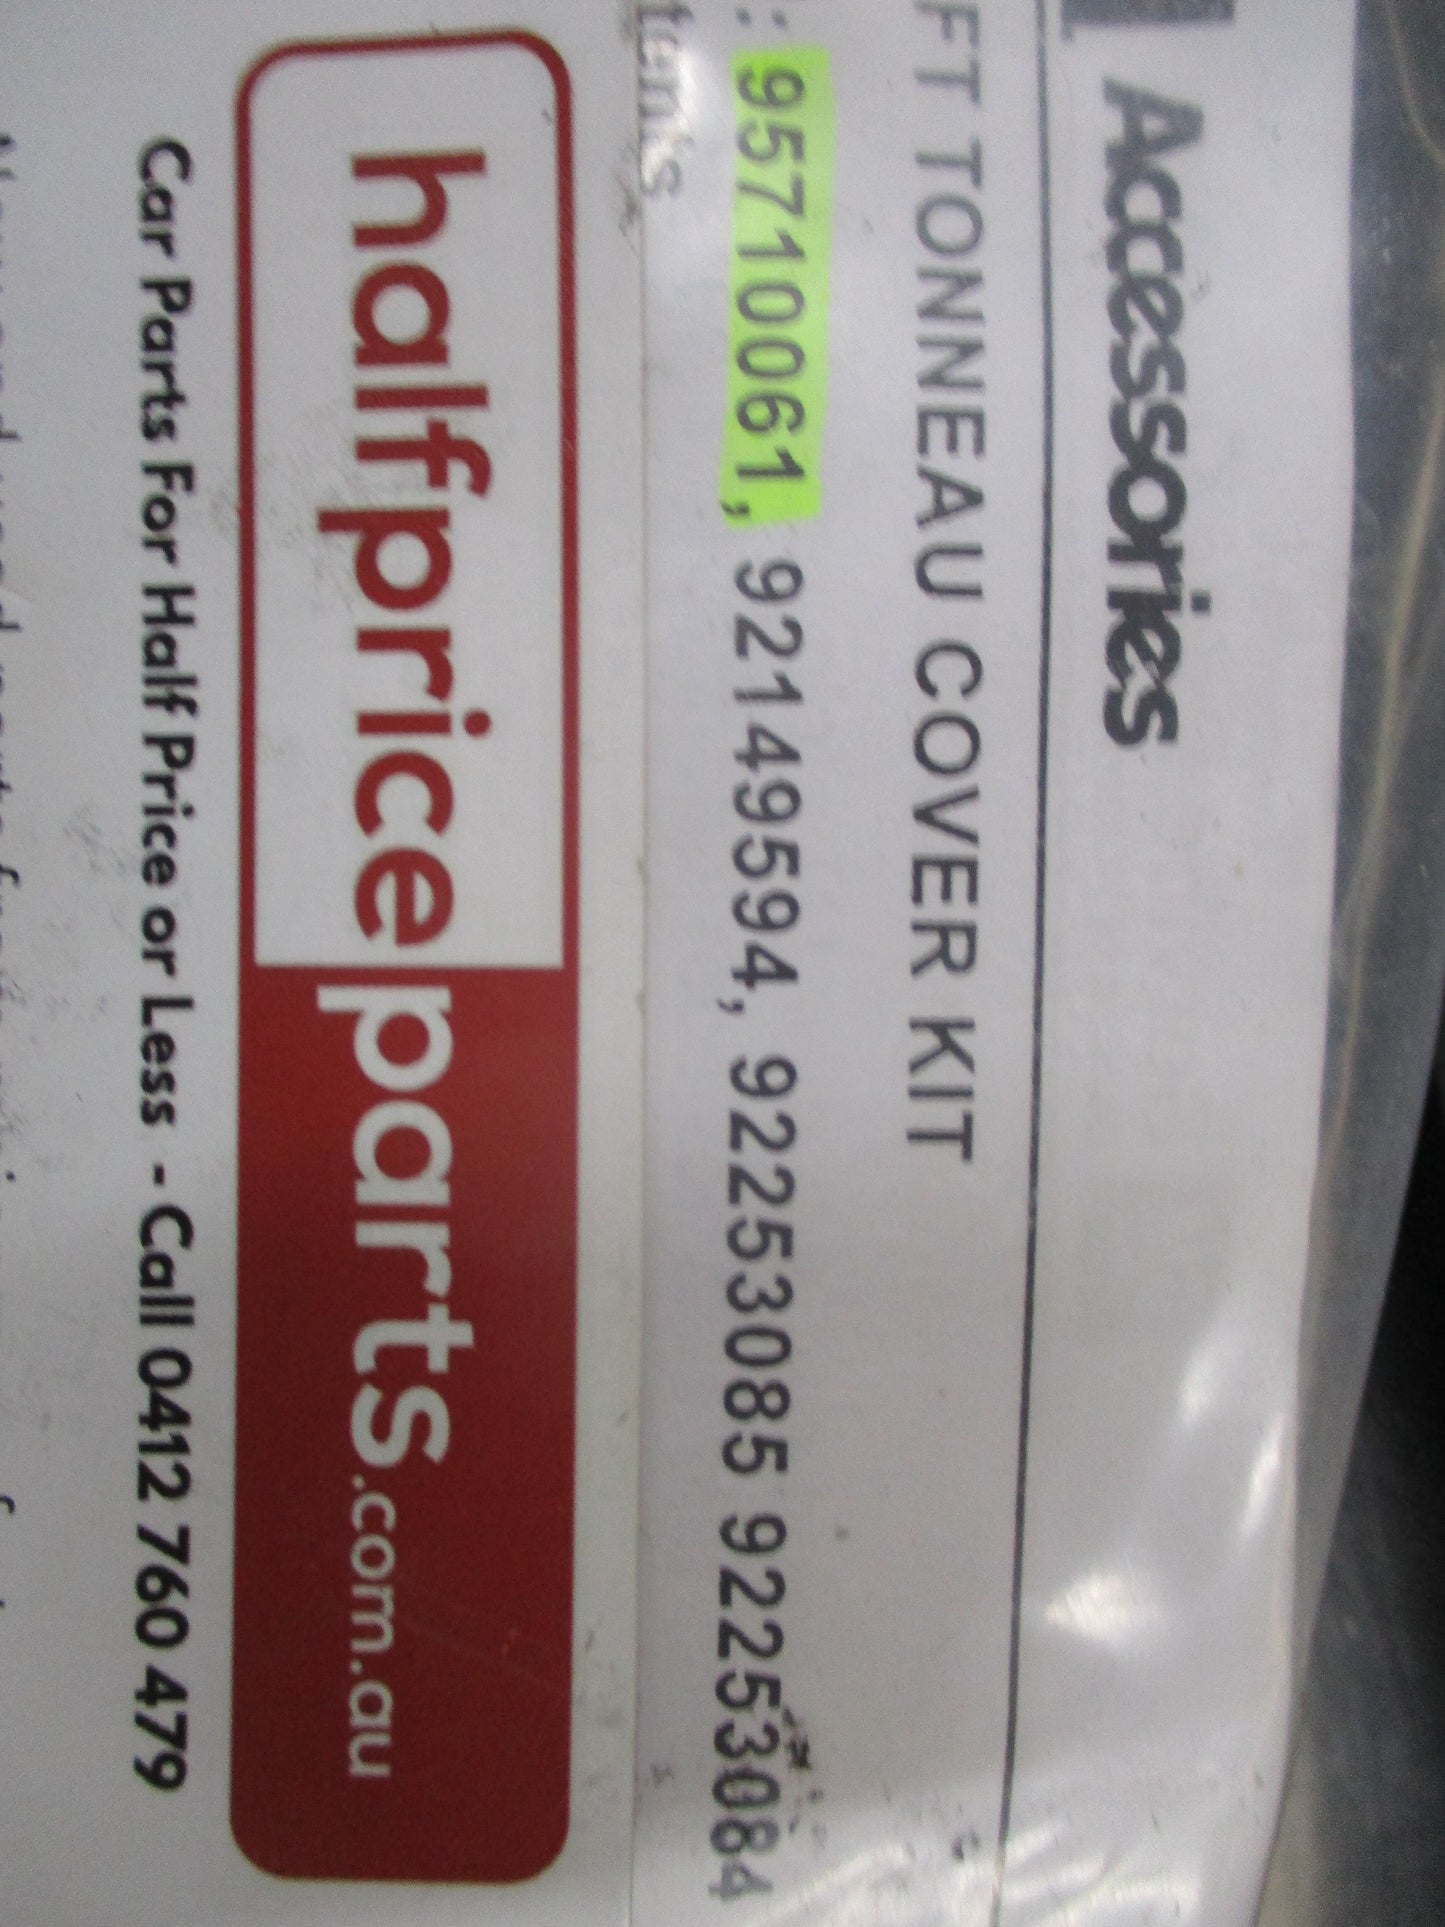 Accessories
FT TONNEAU COVER KIT
: 95710061, 92149594, 92253085 92253084
halfpriceparts.com.au
Car Parts For Half Price or Less - Call 0412 760 479